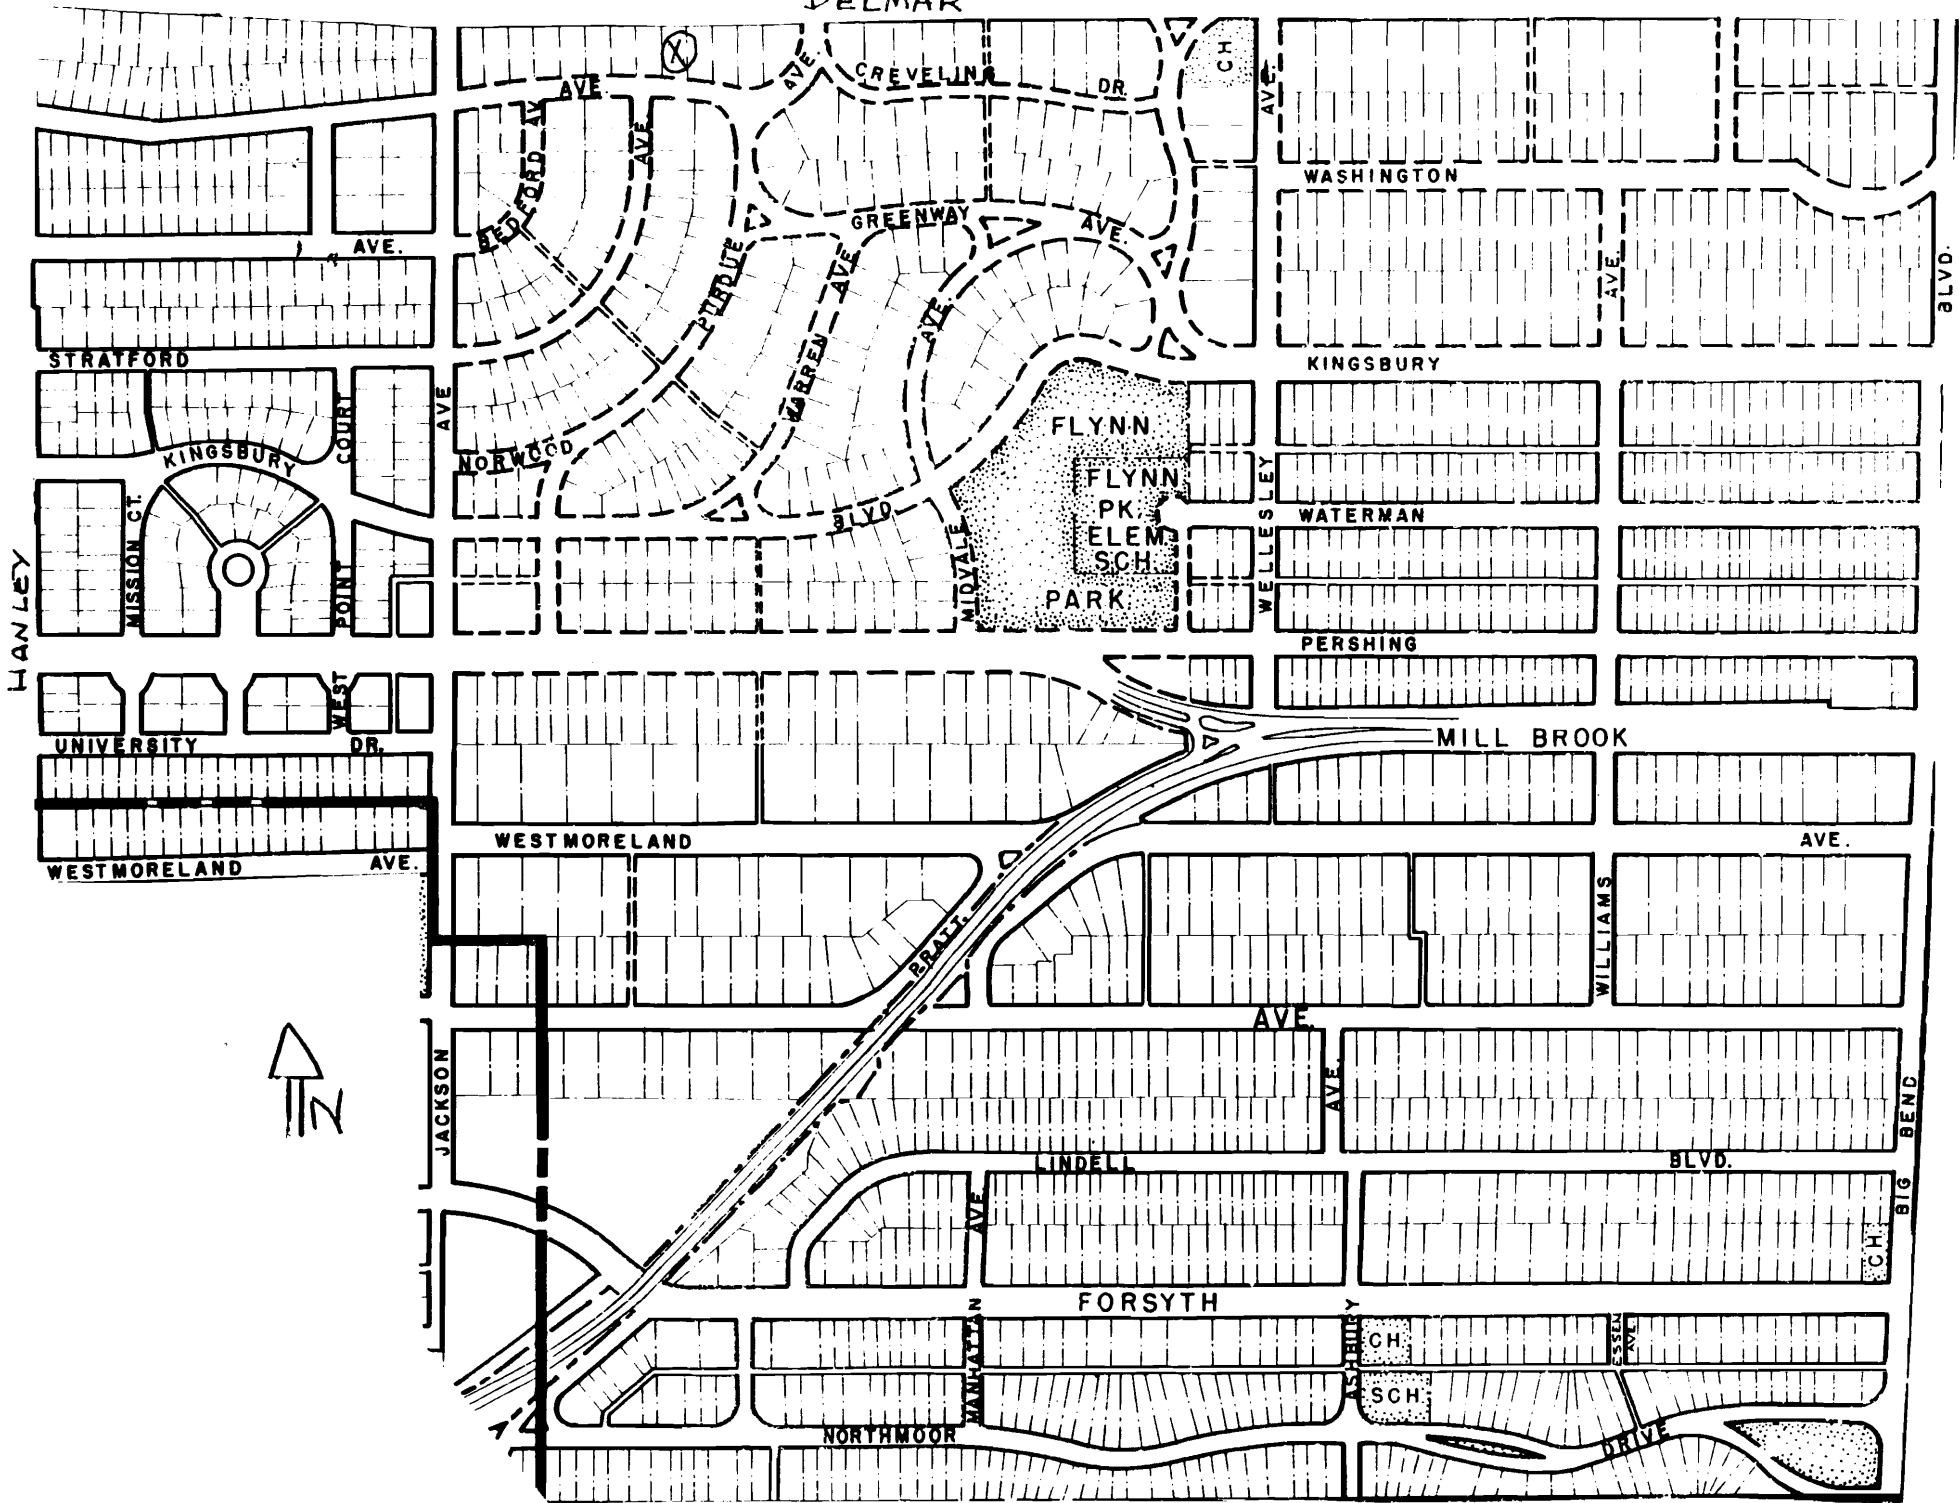 DELMAR
X
CH
CREVELING
DR.
AVE.
AVE.
AVE.
AV.
AVE.
BEDFORD
WASHINGTON
GREENWAY
AVE.
AVE.
PURDUE
AVE.
AVE.
AVE.
BLVD.
STRATFORD
KINGSBURY
WARREN
COURT
AVE
FLYNN
NORWOOD
KINGSBURY
FLYNN
PK.
ELEM.
SCH.
PARK
WELLESLEY
WATERMAN
BLVD.
MIDVALE
MISSION CT.
POINT
HANLEY
PERSHING
WEST
UNIVERSITY
DR.
MILL BROOK
WESTMORELAND
AVE.
WESTMORELAND
AVE.
WILLIAMS
PRATT
AVE.
N
JACKSON
AVE.
BIG BEND
LINDELL
BLVD.
AVE.
CH
FORSYTH
MANHATTAN
ASHBURY
CH
ESSEN
AVE.
SCH.
NORTHMOOR
DRIVE